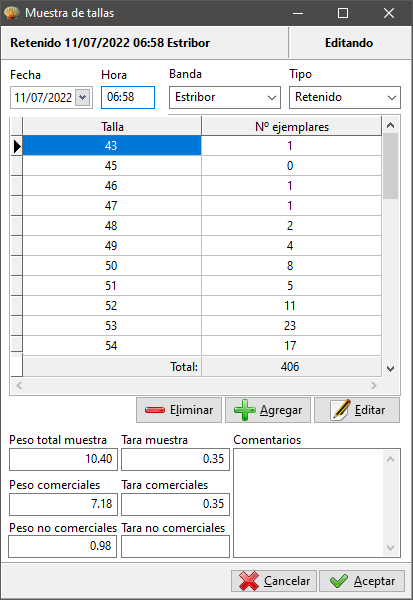 Muestra de tallas
Retenido 11/07/2022 06:58 Estribor Editando
Fecha Hora Banda Tipo
11/07/2022 06:58 Estribor Retenido
Talla Nº ejemplares
43 1
45 0
46 1
47 1
48 2
49 4
50 8
51 5
52 11
53 23
54 17
Total: 406
Eliminar Agregar Editar
Peso total muestra Tara muestra Comentarios
10.40 0.35
Peso comerciales Tara comerciales
7.18 0.35
Peso no comerciales Tara no comerciales
0.98
Cancelar Aceptar